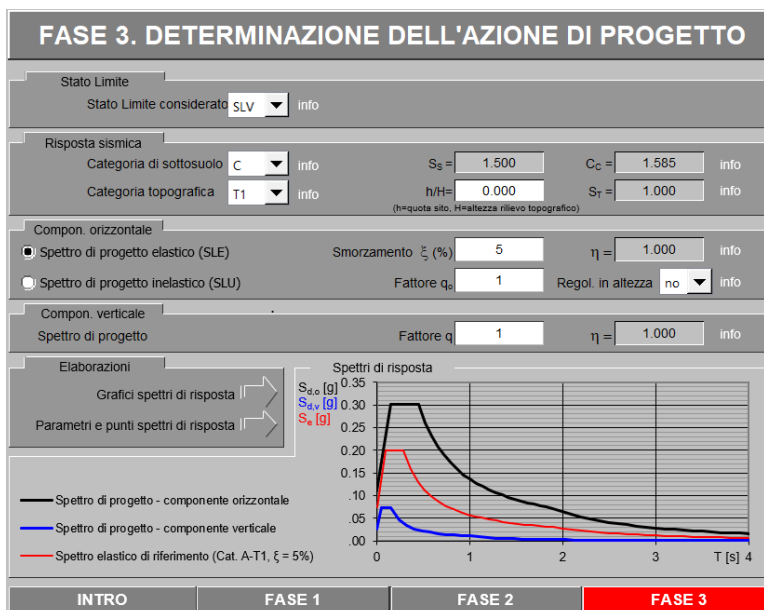 FASE 3. DETERMINAZIONE DELL'AZIONE DI PROGETTO
Stato Limite
Stato Limite considerato SLV info
Risposta sismica
Categoria di sottosuolo C info SS = 1.500 CC = 1.585 info
Categoria topografica T1 info h/H= 0.000 ST = 1.000 info
(h=quota sito, H=altezza rilievo topografico)
Compon. orizzontale
Spettro di progetto elastico (SLE) Smorzamento ξ (%) 5 η = 1.000 info
Spettro di progetto inelastico (SLU) Fattore qo 1 Regol. in altezza no info
Compon. verticale
Spettro di progetto Fattore q 1 η = 1.000 info
Elaborazioni
Grafici spettri di risposta
Parametri e punti spettri di risposta
Spettri di risposta
Sd,o [g] 0.35
Sd,v [g] 0.30
Se [g] 0.25
0.20
0.15
.10
.05
.00
0 1 2 3 T [s] 4
Spettro di progetto - componente orizzontale
Spettro di progetto - componente verticale
Spettro elastico di riferimento (Cat. A-T1, ξ = 5%)
INTRO FASE 1 FASE 2 FASE 3